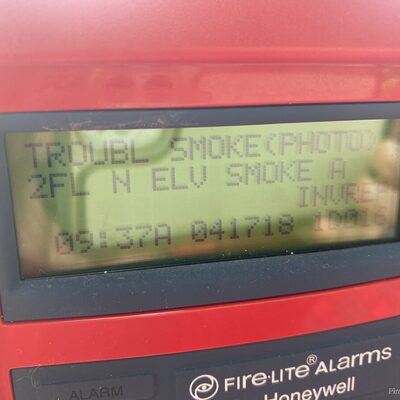 TROUBL SMOKE(PHOTO)
2FL N ELV SMOKE A
INVREP
09:37A 041718 1D016
ALARM
FIRE·LITE® ALARMS
Honeywell